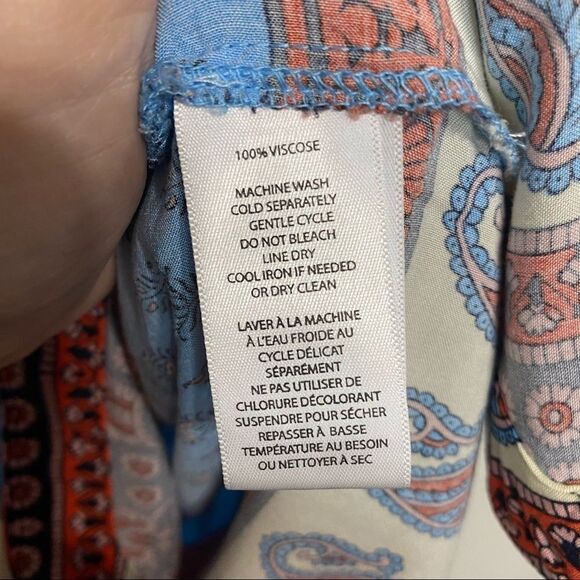 100% VISCOSE
MACHINE WASH
COLD SEPARATELY
GENTLE CYCLE
DO NOT BLEACH
LINE DRY
COOL IRON IF NEEDED
OR DRY CLEAN
LAVER À LA MACHINE
À L'EAU FROIDE AU
CYCLE DÉLICAT
SÉPARÉMENT
NE PAS UTILISER DE
CHLORURE DÉCOLORANT
SUSPENDRE POUR SÉCHER
REPASSER À BASSE
TEMPÉRATURE AU BESOIN
OU NETTOYER À SEC